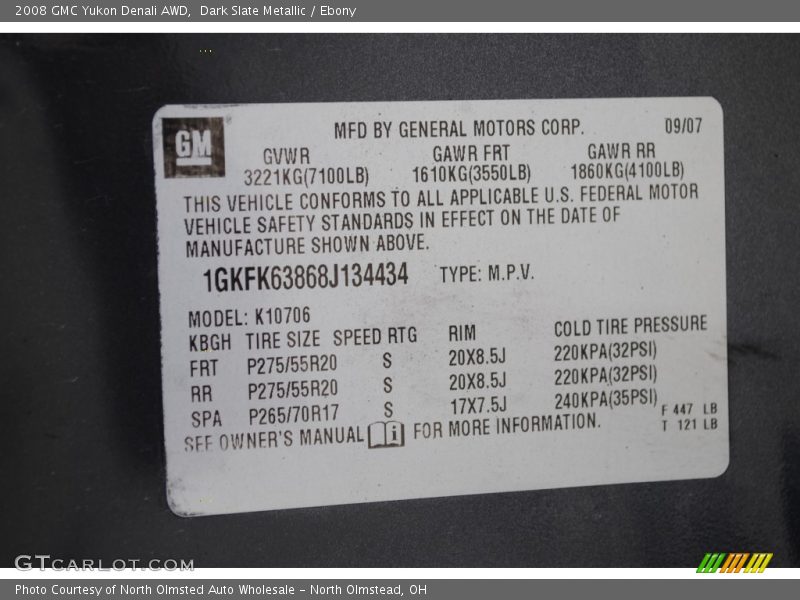 2008 GMC Yukon Denali AWD,  Dark Slate Metallic / Ebony
GM
MFD BY GENERAL MOTORS CORP.
09/07
GVWR GAWR FRT GAWR RR
3221KG(7100LB) 1610KG(3550LB) 1860KG(4100LB)
THIS VEHICLE CONFORMS TO ALL APPLICABLE U.S. FEDERAL MOTOR
VEHICLE SAFETY STANDARDS IN EFFECT ON THE DATE OF
MANUFACTURE SHOWN ABOVE.
1GKFK63868J134434 TYPE: M.P.V.
MODEL: K10706
KBGH TIRE SIZE SPEED RTG RIM COLD TIRE PRESSURE
FRT P275/55R20 S 20X8.5J 220KPA(32PSI)
RR P275/55R20 S 20X8.5J 220KPA(32PSI)
SPA P265/70R17 S 17X7.5J 240KPA(35PSI)
F 447 LB
T 121 LB
SEE OWNER'S MANUAL i FOR MORE INFORMATION.
GTCARLOT.COM
Photo Courtesy of North Olmsted Auto Wholesale - North Olmstead, OH